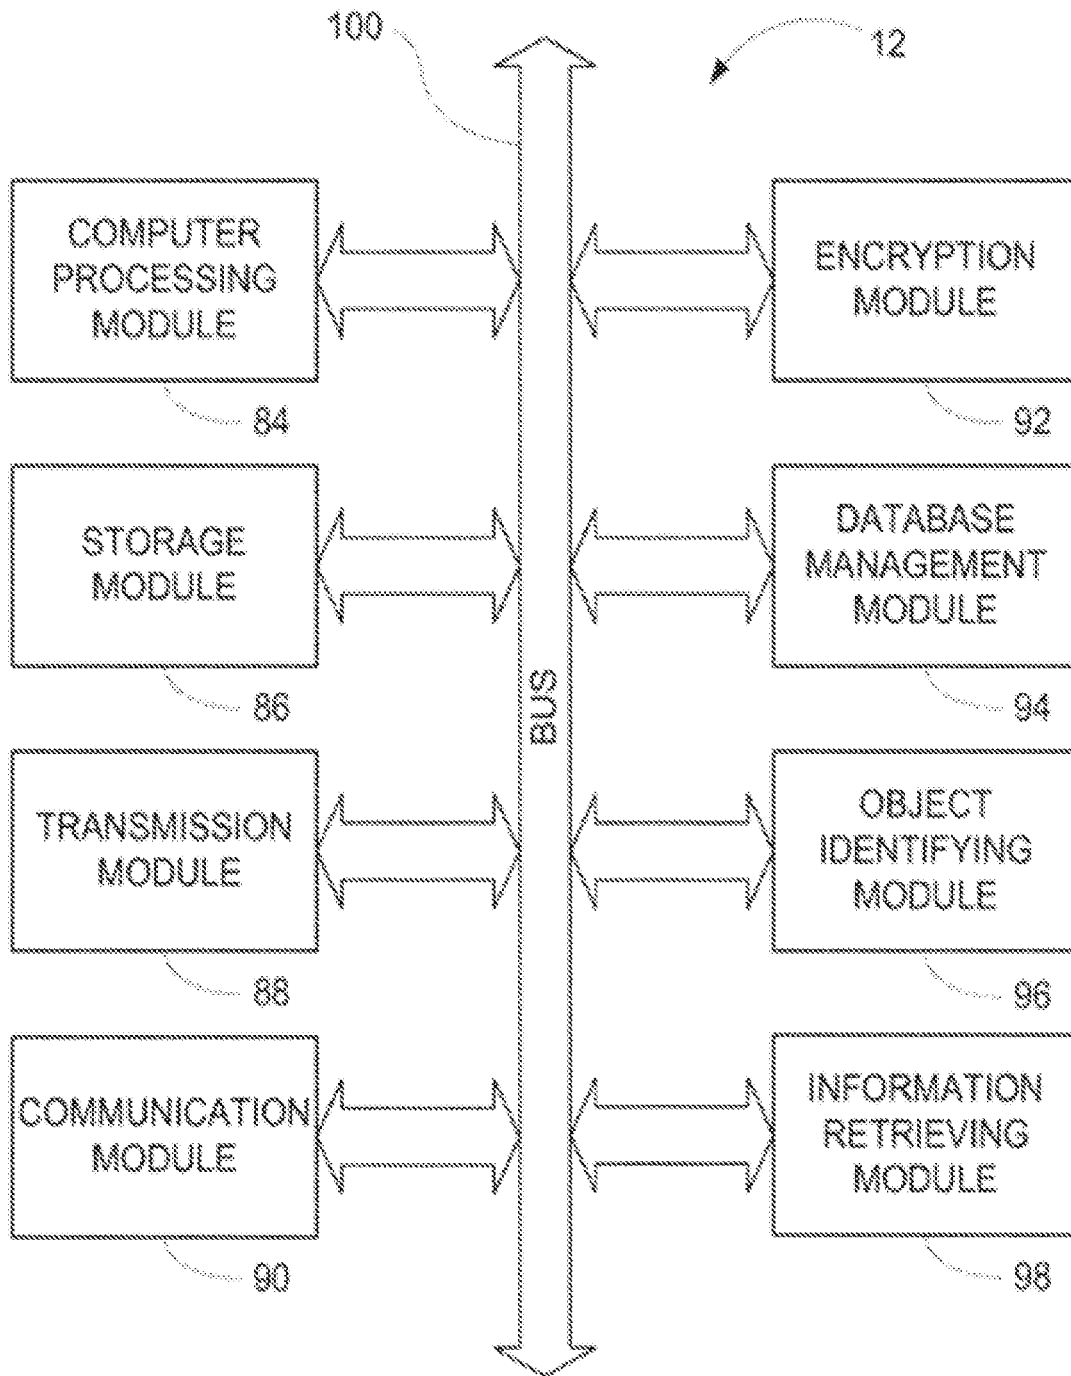 100
12
COMPUTER
PROCESSING
MODULE
84
ENCRYPTION
MODULE
92
STORAGE
MODULE
86
DATABASE
MANAGEMENT
MODULE
94
BUS
TRANSMISSION
MODULE
88
OBJECT
IDENTIFYING
MODULE
96
COMMUNICATION
MODULE
90
INFORMATION
RETRIEVING
MODULE
98